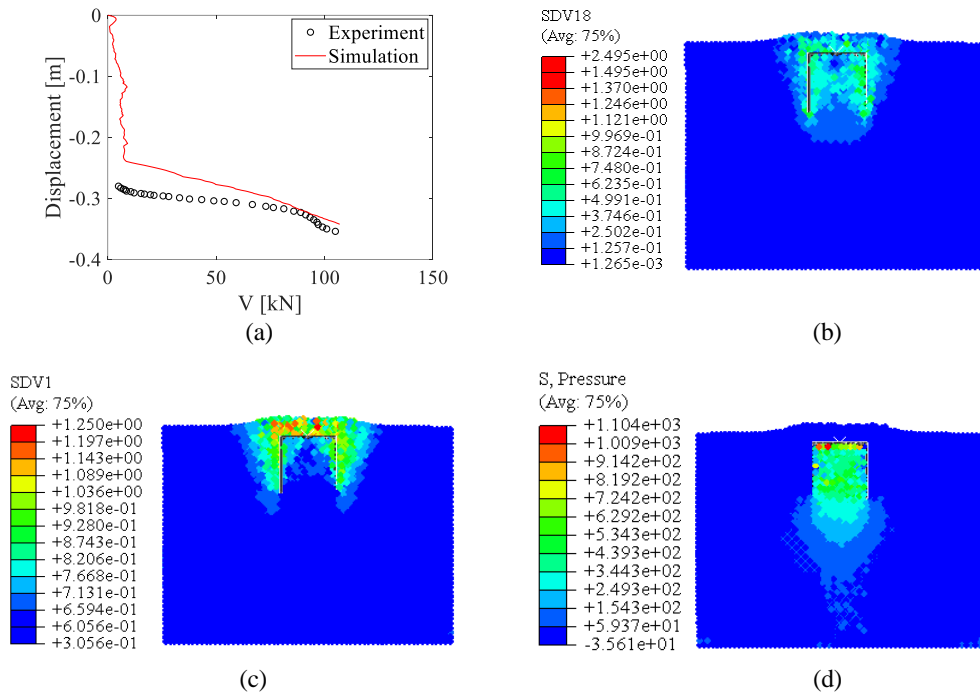 0
-0.1
-0.2
-0.3
-0.4
Displacement [m]
0
50
100
150
V [kN]
Experiment
Simulation
(a)
SDV18
(Avg: 75%)
+2.495e+00
+1.495e+00
+1.370e+00
+1.246e+00
+1.121e+00
+9.969e-01
+8.724e-01
+7.480e-01
+6.235e-01
+4.991e-01
+3.746e-01
+2.502e-01
+1.257e-01
+1.265e-03
(b)
SDV1
(Avg: 75%)
+1.250e+00
+1.197e+00
+1.143e+00
+1.089e+00
+1.036e+00
+9.818e-01
+9.280e-01
+8.743e-01
+8.206e-01
+7.668e-01
+7.131e-01
+6.594e-01
+6.056e-01
+3.056e-01
(c)
S, Pressure
(Avg: 75%)
+1.104e+03
+1.009e+03
+9.142e+02
+8.192e+02
+7.242e+02
+6.292e+02
+5.343e+02
+4.393e+02
+3.443e+02
+2.493e+02
+1.543e+02
+5.937e+01
-3.561e+01
(d)